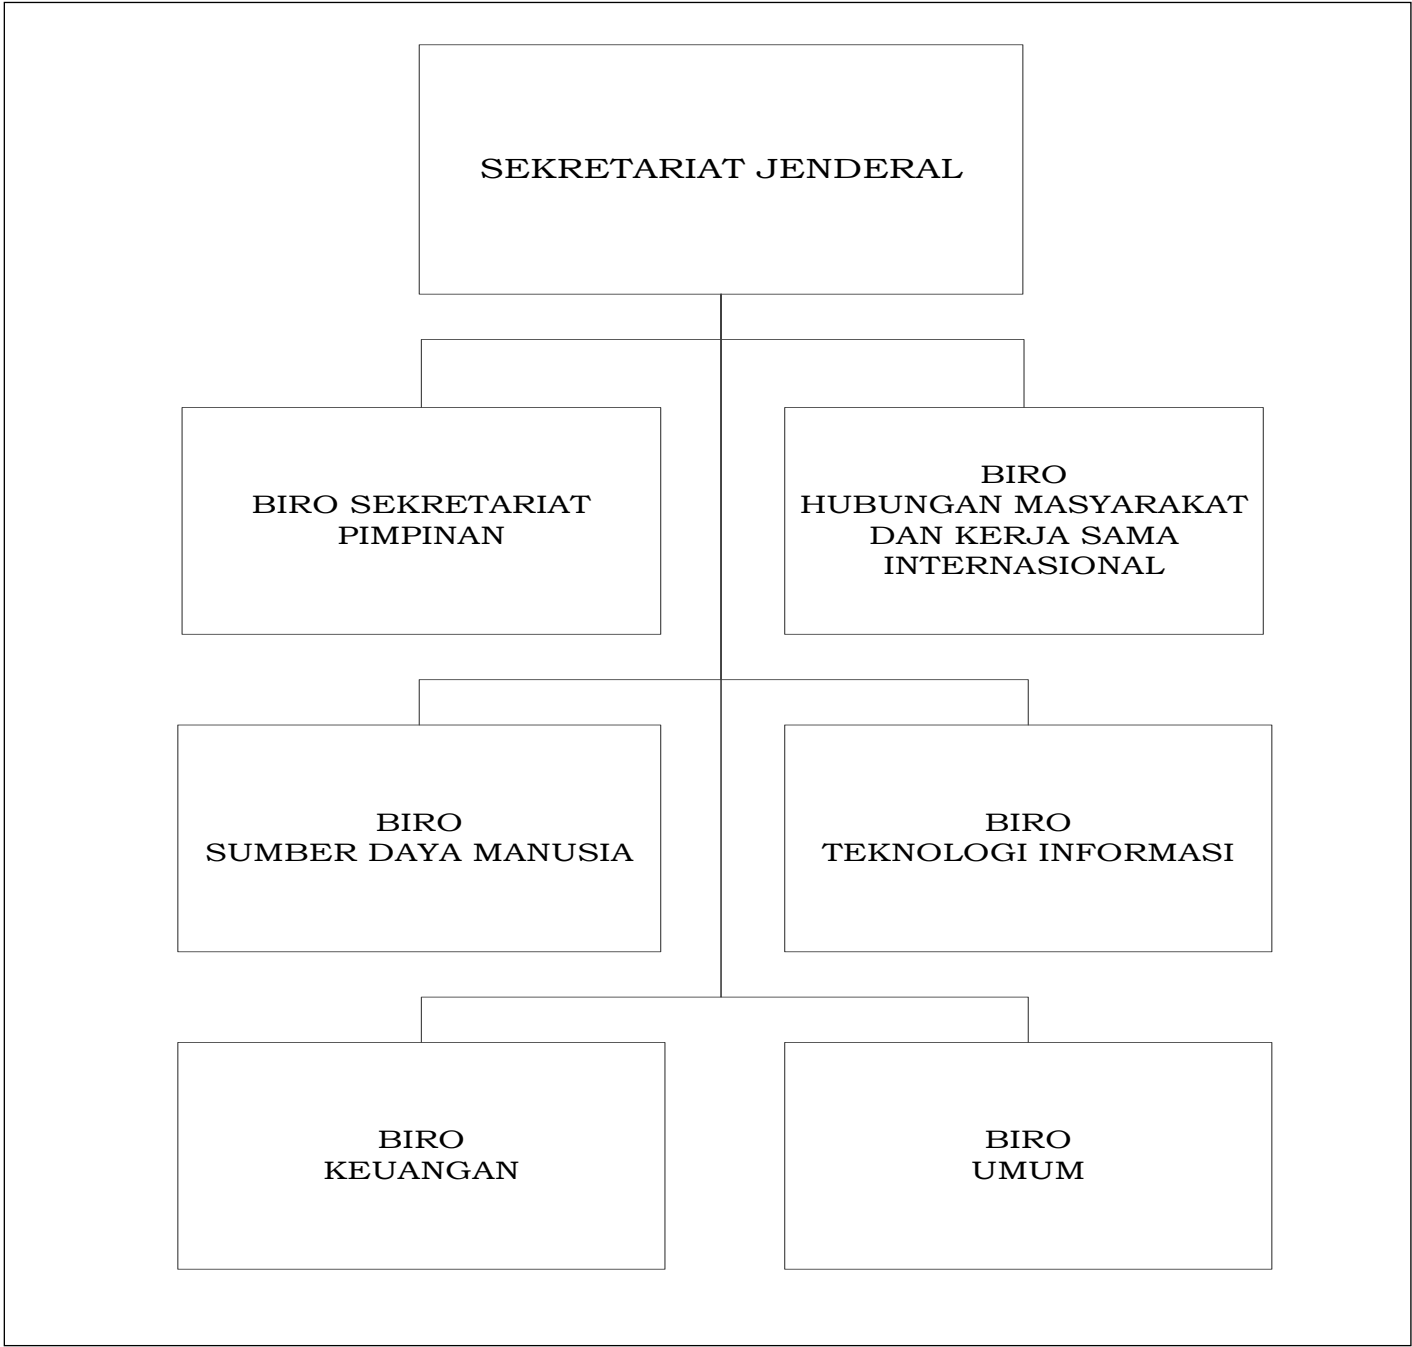 SEKRETARIAT JENDERAL
BIRO SEKRETARIAT
PIMPINAN
BIRO
HUBUNGAN MASYARAKAT
DAN KERJA SAMA
INTERNASIONAL
BIRO
SUMBER DAYA MANUSIA
BIRO
TEKNOLOGI INFORMASI
BIRO
KEUANGAN
BIRO
UMUM